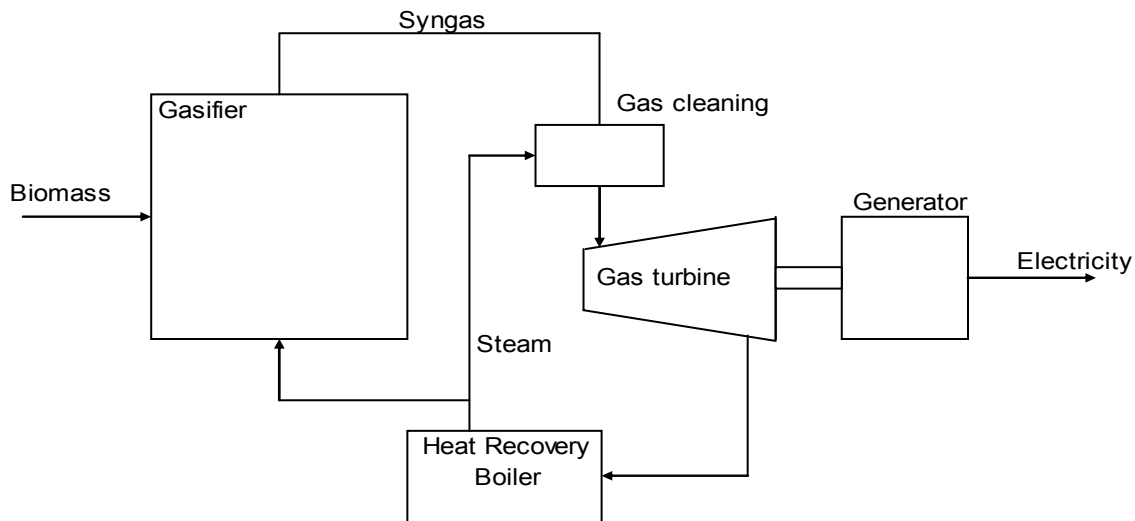 Syngas
Gasifier
Gas cleaning
Biomass
Generator
Electricity
Gas turbine
Steam
Heat Recovery
Boiler